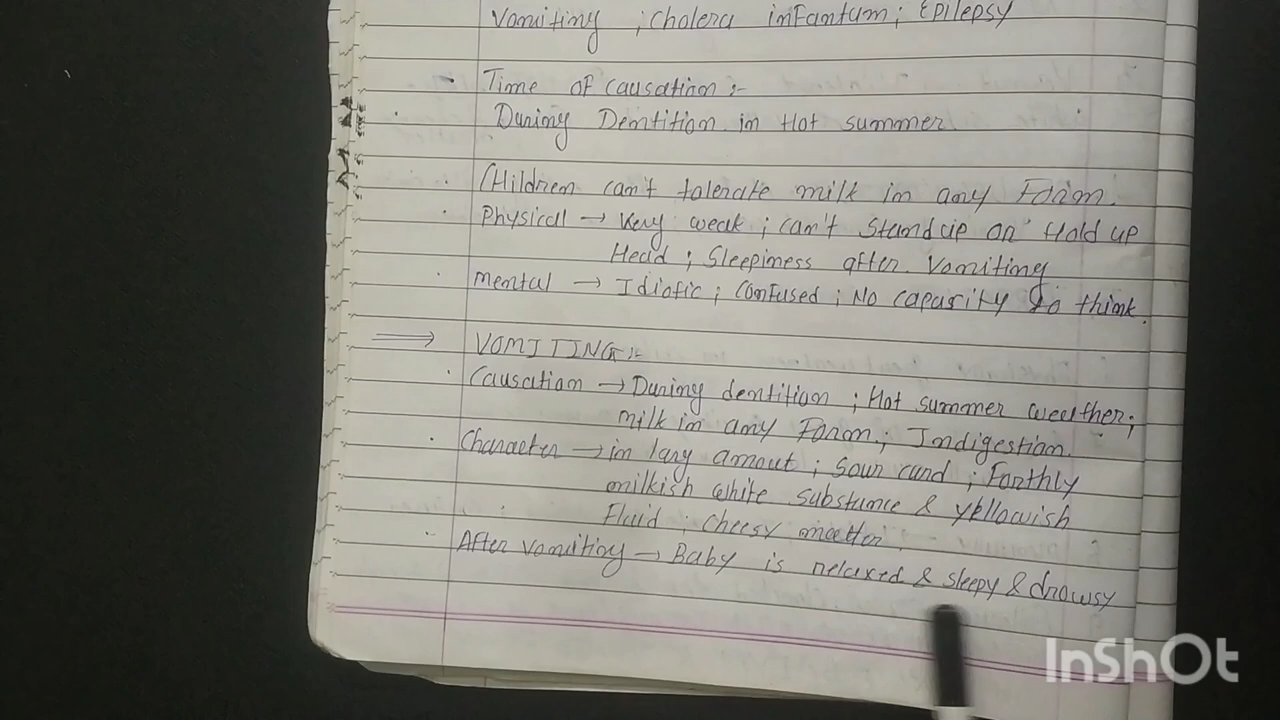 Vomiting ; cholera infantum ; Epilepsy
Time of causation :-
During Dentition in Hot summer.
Children can't tolerate milk in any Form.
Physical → Very weak ; can't stand up or Hold up
Head ; Sleepiness after Vomiting
Mental → Idiotic ; Confused ; No capasity to think.
⇒ VOMITING :-
Causation → During dentition ; Hot summer weather ;
milk in any Form ; Indigestion.
Character → in larg amout ; Sour curd ; Forthly
milkish white substance & yellowish
Fluid ; cheesy matter.
After vomiting → Baby is relaxed & sleepy & drowsy
InShOt